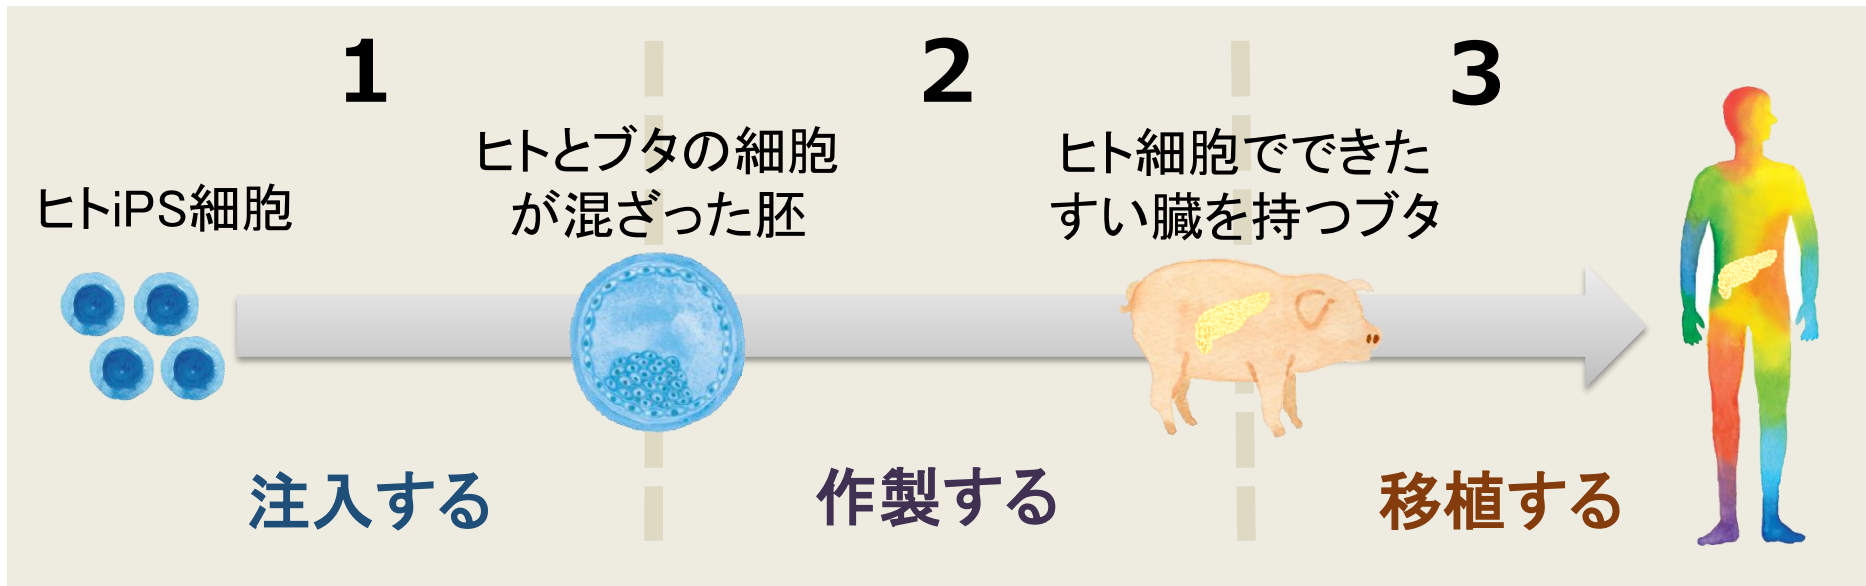 1
2
3
ヒトiPS細胞
ヒトとブタの細胞
が混ざった胚
ヒト細胞でできた
すい臓を持つブタ
注入する
作製する
移植する